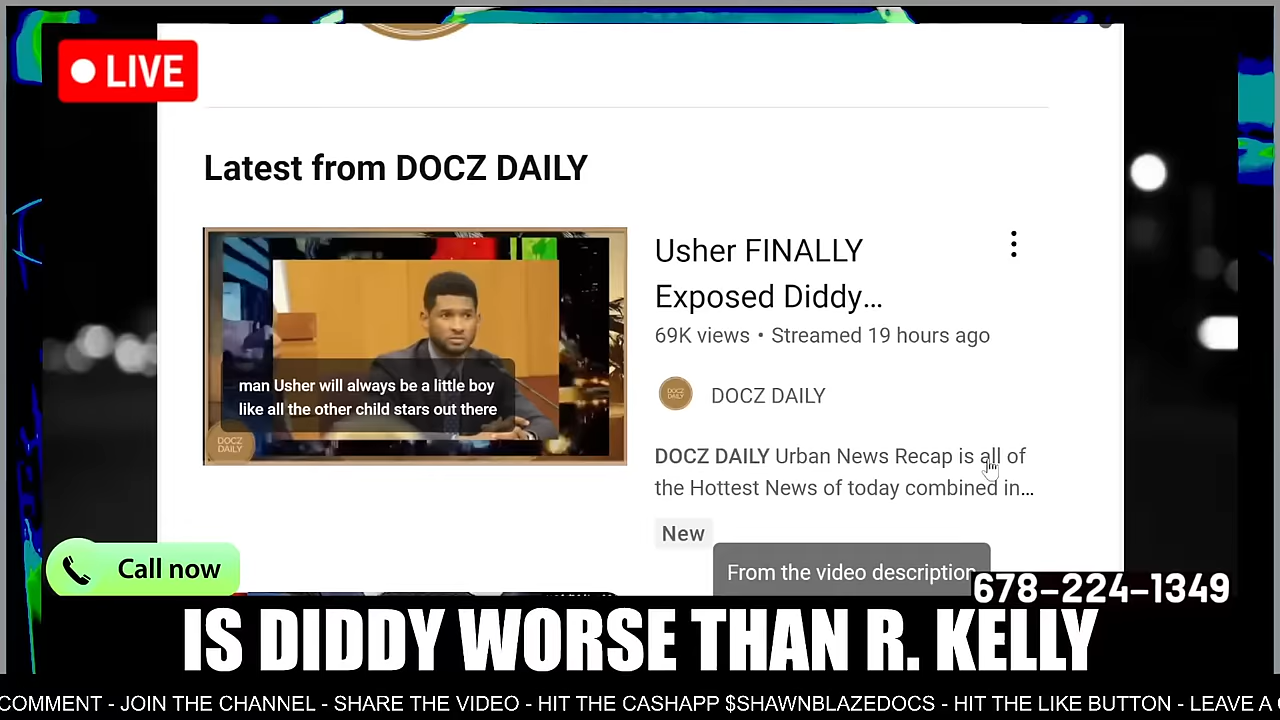 LIVE
Latest from DOCZ DAILY
Usher FINALLY
Exposed Diddy...
69K views • Streamed 19 hours ago
man Usher will always be a little boy
like all the other child stars out there
DOCZ
DAILY
DOCZ
DAILY
DOCZ DAILY
DOCZ DAILY Urban News Recap is all of
the Hottest News of today combined in...
New
From the video description
Call now
678-224-1349
IS DIDDY WORSE THAN R. KELLY
COMMENT - JOIN THE CHANNEL - SHARE THE VIDEO - HIT THE CASHAPP $SHAWNBLAZEDOCS - HIT THE LIKE BUTTON - LEAVE A